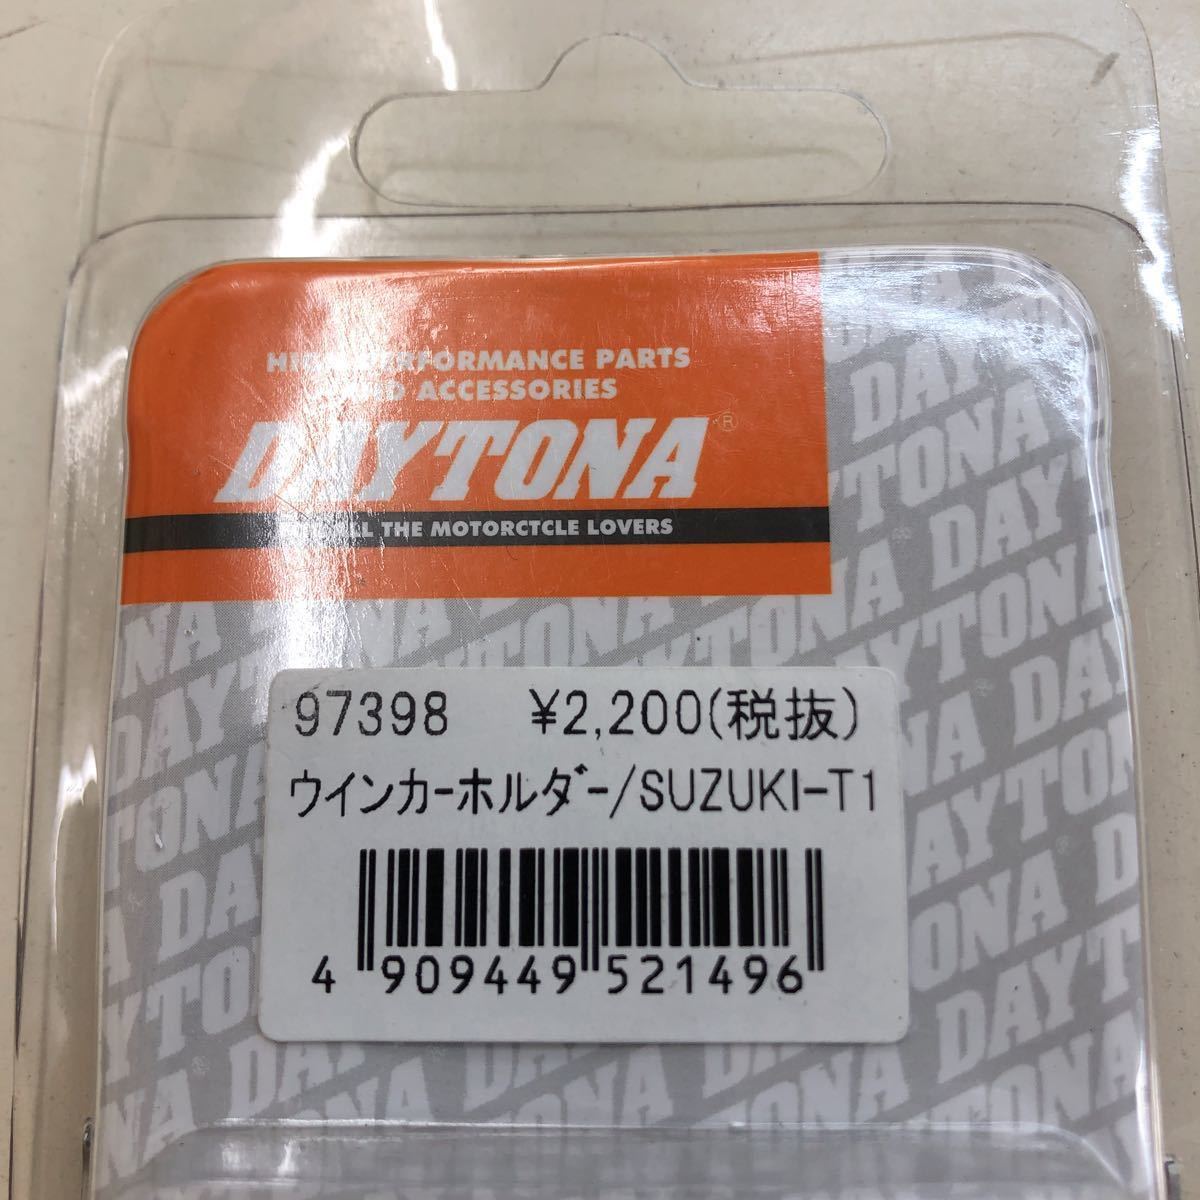 PERFORMANCE PARTS
ACCESSORIES
DAYTONA®
THE MOTORCTCLE LOVERS
97398 ¥2,200(税抜)
ウインカーホルダー/SUZUKI-T1
4 909449 521496